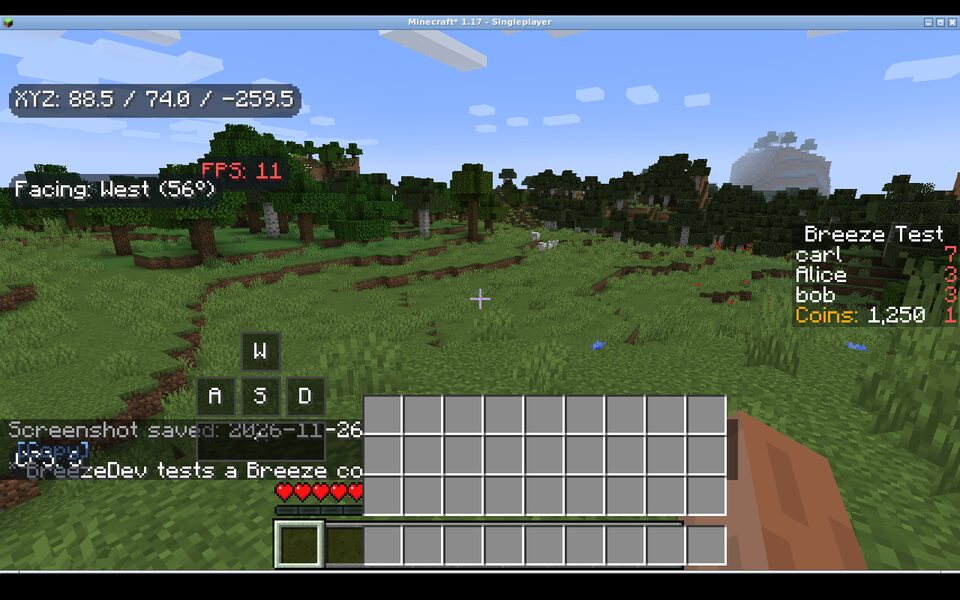 Minecraft* 1.17 - Singleplayer
XYZ: 88.5 / 74.0 / -259.5
FPS: 11
Facing: West (56°)
Breeze Test
carl 7
Alice 3
bob 3
Coins: 1,250 1
W
A S D
Screenshot saved: 2026-11-26
[Copy]
BreezeDev tests a Breeze co